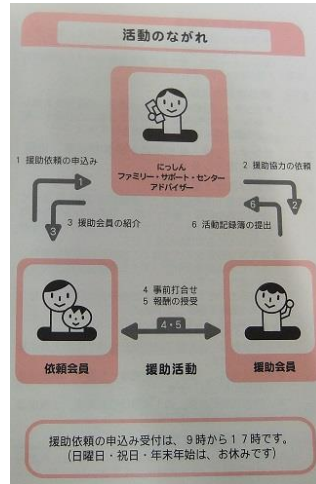 活動のながれ
にっしん
ファミリー・サポート・センター
アドバイザー
1 援助依頼の申込み
2 援助協力の依頼
1
2
3
6
3 援助会員の紹介
6 活動記録簿の提出
4 事前打合せ
5 報酬の授受
4・5
依頼会員
援助活動
援助会員
援助依頼の申込み受付は、9時から17時です。
(日曜日・祝日・年末年始は、お休みです)